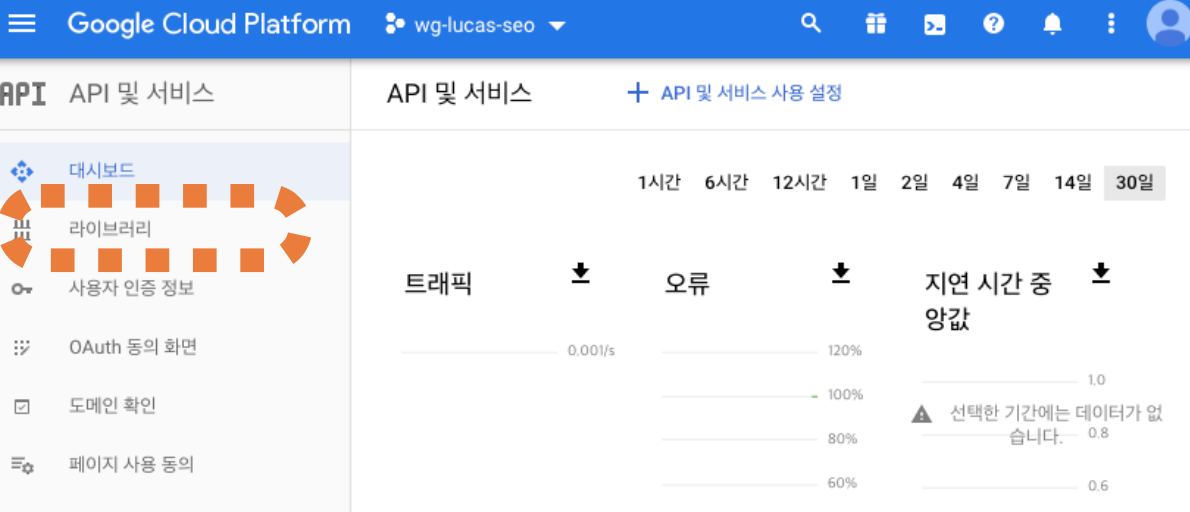 Google Cloud Platform
wg-lucas-seo
API
API 및 서비스
API 및 서비스
API 및 서비스 사용 설정
대시보드
라이브러리
사용자 인증 정보
OAuth 동의 화면
도메인 확인
페이지 사용 동의
1시간 6시간 12시간 1일 2일 4일 7일 14일 30일
트래픽
0.001/s
오류
120%
100%
80%
60%
지연 시간 중
앙값
1.0
선택한 기간에는 데이터가 없
습니다.
0.8
0.6